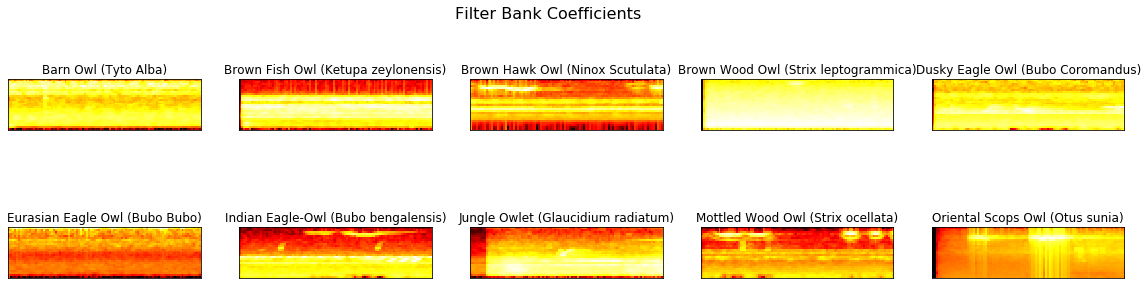 Filter Bank Coefficients
Barn Owl (Tyto Alba)
Brown Fish Owl (Ketupa zeylonensis)
Brown Hawk Owl (Ninox Scutulata)
Brown Wood Owl (Strix leptogrammica)
Dusky Eagle Owl (Bubo Coromandus)
Eurasian Eagle Owl (Bubo Bubo)
Indian Eagle-Owl (Bubo bengalensis)
Jungle Owlet (Glaucidium radiatum)
Mottled Wood Owl (Strix ocellata)
Oriental Scops Owl (Otus sunia)